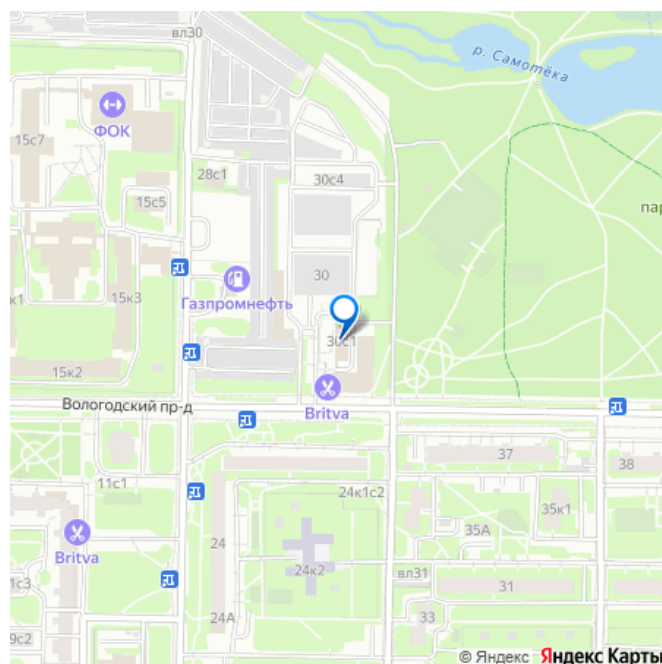 вл30
р. Самотёка
ФОК
15с7
28с1
30с4
15с5
пар
30
Газпромнефть
к1
15к3
30с1
15к2
Вологодский пр-д
Britva
37
38
11с1
24к1с2
35к1
35А
24
Britva
24к2
вл31
1с3
31
24А
33
9с2
© Яндекс Яндекс Карты